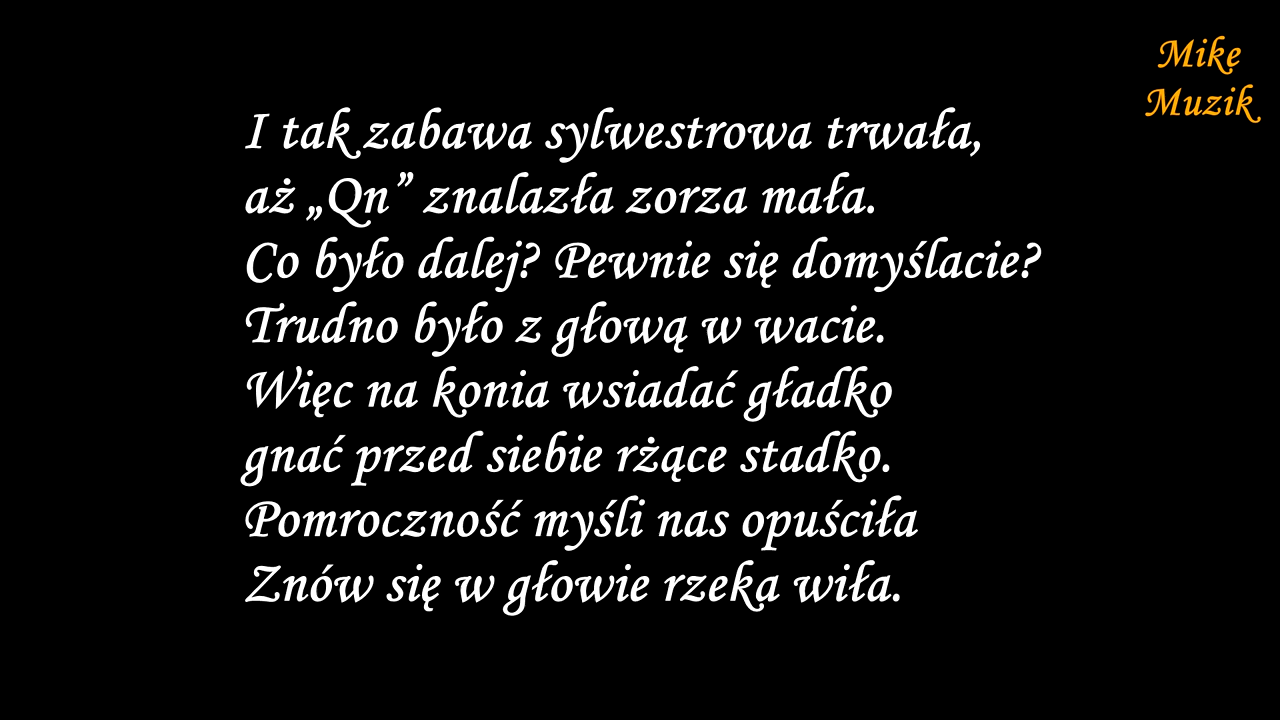 Mike
Muzik
I tak zabawa sylwestrowa trwała,
aż „Qn” znalazła zorza mała.
Co było dalej? Pewnie się domyślacie?
Trudno było z głową w wacie.
Więc na konia wsiadać gładko
gnać przed siebie rżące stadko.
Pomroczność myśli nas opuściła
Znów się w głowie rzeka wiła.